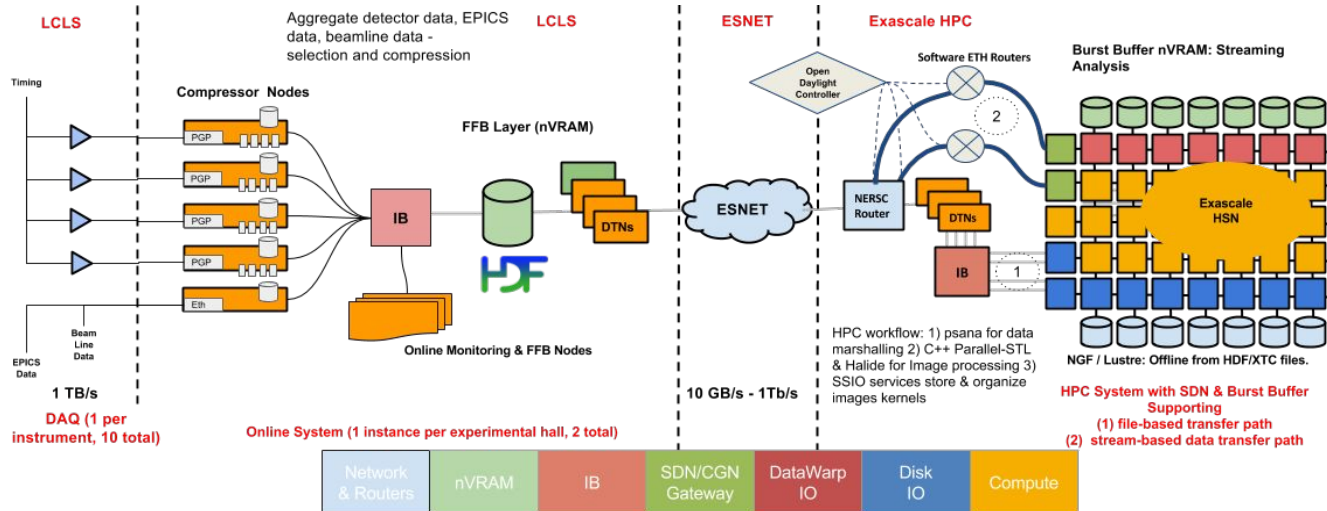 LCLS
Aggregate detector data, EPICS
data, beamline data -
selection and compression
LCLS
ESNET
Exascale HPC
Timing
Compressor Nodes
PGP
PGP
PGP
PGP
Eth
EPICS
Data
Beam
Line
Data
1 TB/s
DAQ (1 per
instrument, 10 total)
IB
FFB Layer (nVRAM)
HDF
DTNs
Online Monitoring & FFB Nodes
Online System (1 instance per experimental hall, 2 total)
ESNET
10 GB/s - 1Tb/s
Open
Daylight
Controller
Software ETH Routers
2
NERSC
Router
DTNs
IB
1
HPC workflow: 1) psana for data
marshalling 2) C++ Parallel-STL
& Halide for Image processing 3)
SSIO services store & organize
images kernels
Burst Buffer nVRAM: Streaming
Analysis
Exascale
HSN
NGF / Lustre: Offline from HDF/XTC files.
HPC System with SDN & Burst Buffer
Supporting
(1) file-based transfer path
(2) stream-based data transfer path
Network
& Routers
nVRAM
IB
SDN/CGN
Gateway
DataWarp
IO
Disk
IO
Compute